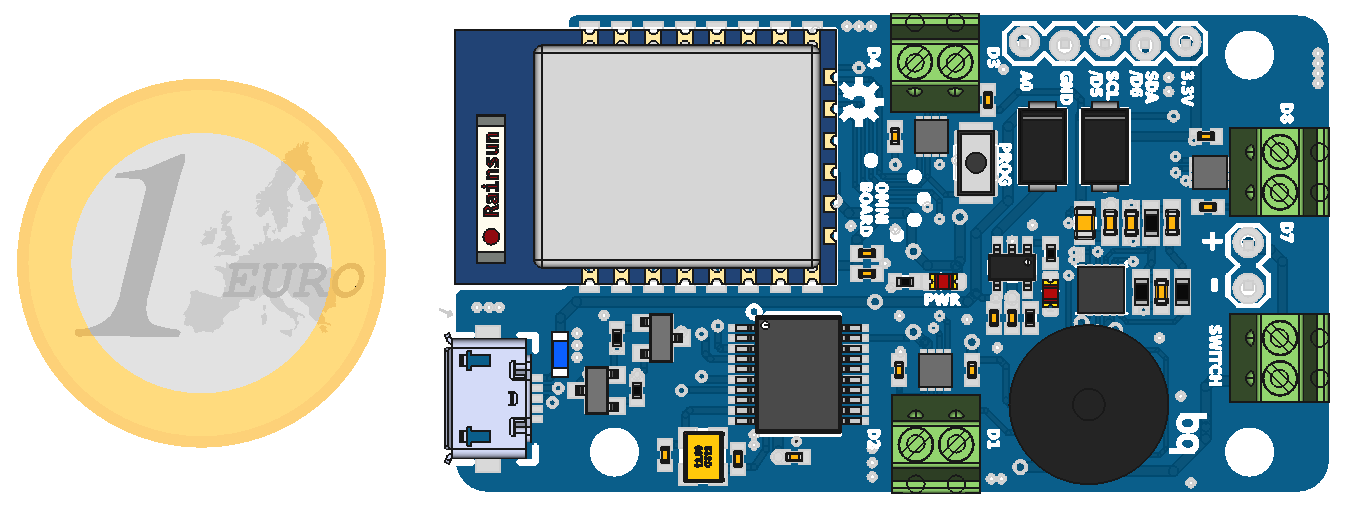 1
EURO
Rainsun
D4
D3
A0
GND
SCL
/D5
SDA
/D6
3.3V
D8
PROG
OMINI
BOARD
D7
+
-
PWR
SWITCH
D2
D1
bq